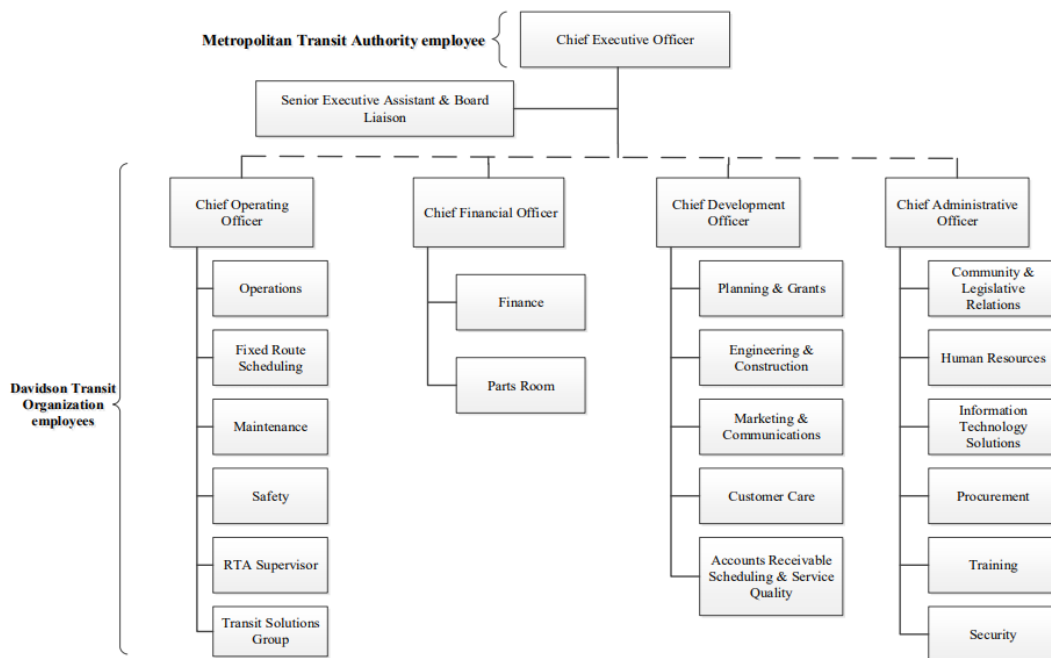 Metropolitan Transit Authority employee
Chief Executive Officer
Senior Executive Assistant & Board
Liaison
Davidson Transit
Organization
employees
Chief Operating
Officer
Operations
Fixed Route
Scheduling
Maintenance
Safety
RTA Supervisor
Transit Solutions
Group
Chief Financial Officer
Finance
Parts Room
Chief Development
Officer
Planning & Grants
Engineering &
Construction
Marketing &
Communications
Customer Care
Accounts Receivable
Scheduling & Service
Quality
Chief Administrative
Officer
Community &
Legislative
Relations
Human Resources
Information
Technology
Solutions
Procurement
Training
Security